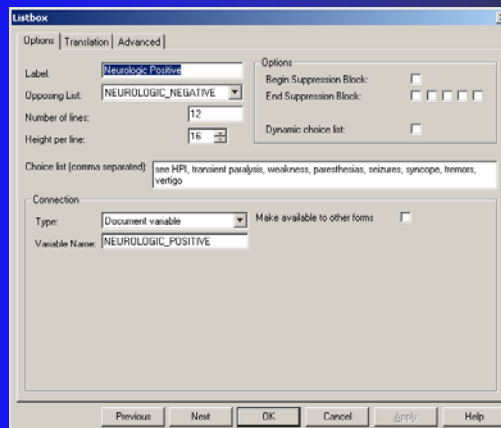 Listbox
Options Translation Advanced
Label: Neurologic Positive
Opposing List: NEUROLOGIC_NEGATIVE
Number of lines: 12
Height per line: 16
Options
Begin Suppression Block:
End Suppression Block:
Dynamic choice list:
Choice list (comma separated): see HPI, transient paralysis, weakness, paresthesias, seizures, syncope, tremors,
vertigo
Connection
Type: Document variable
Make available to other forms
Variable Name: NEUROLOGIC_POSITIVE
Previous Next OK Cancel Apply Help